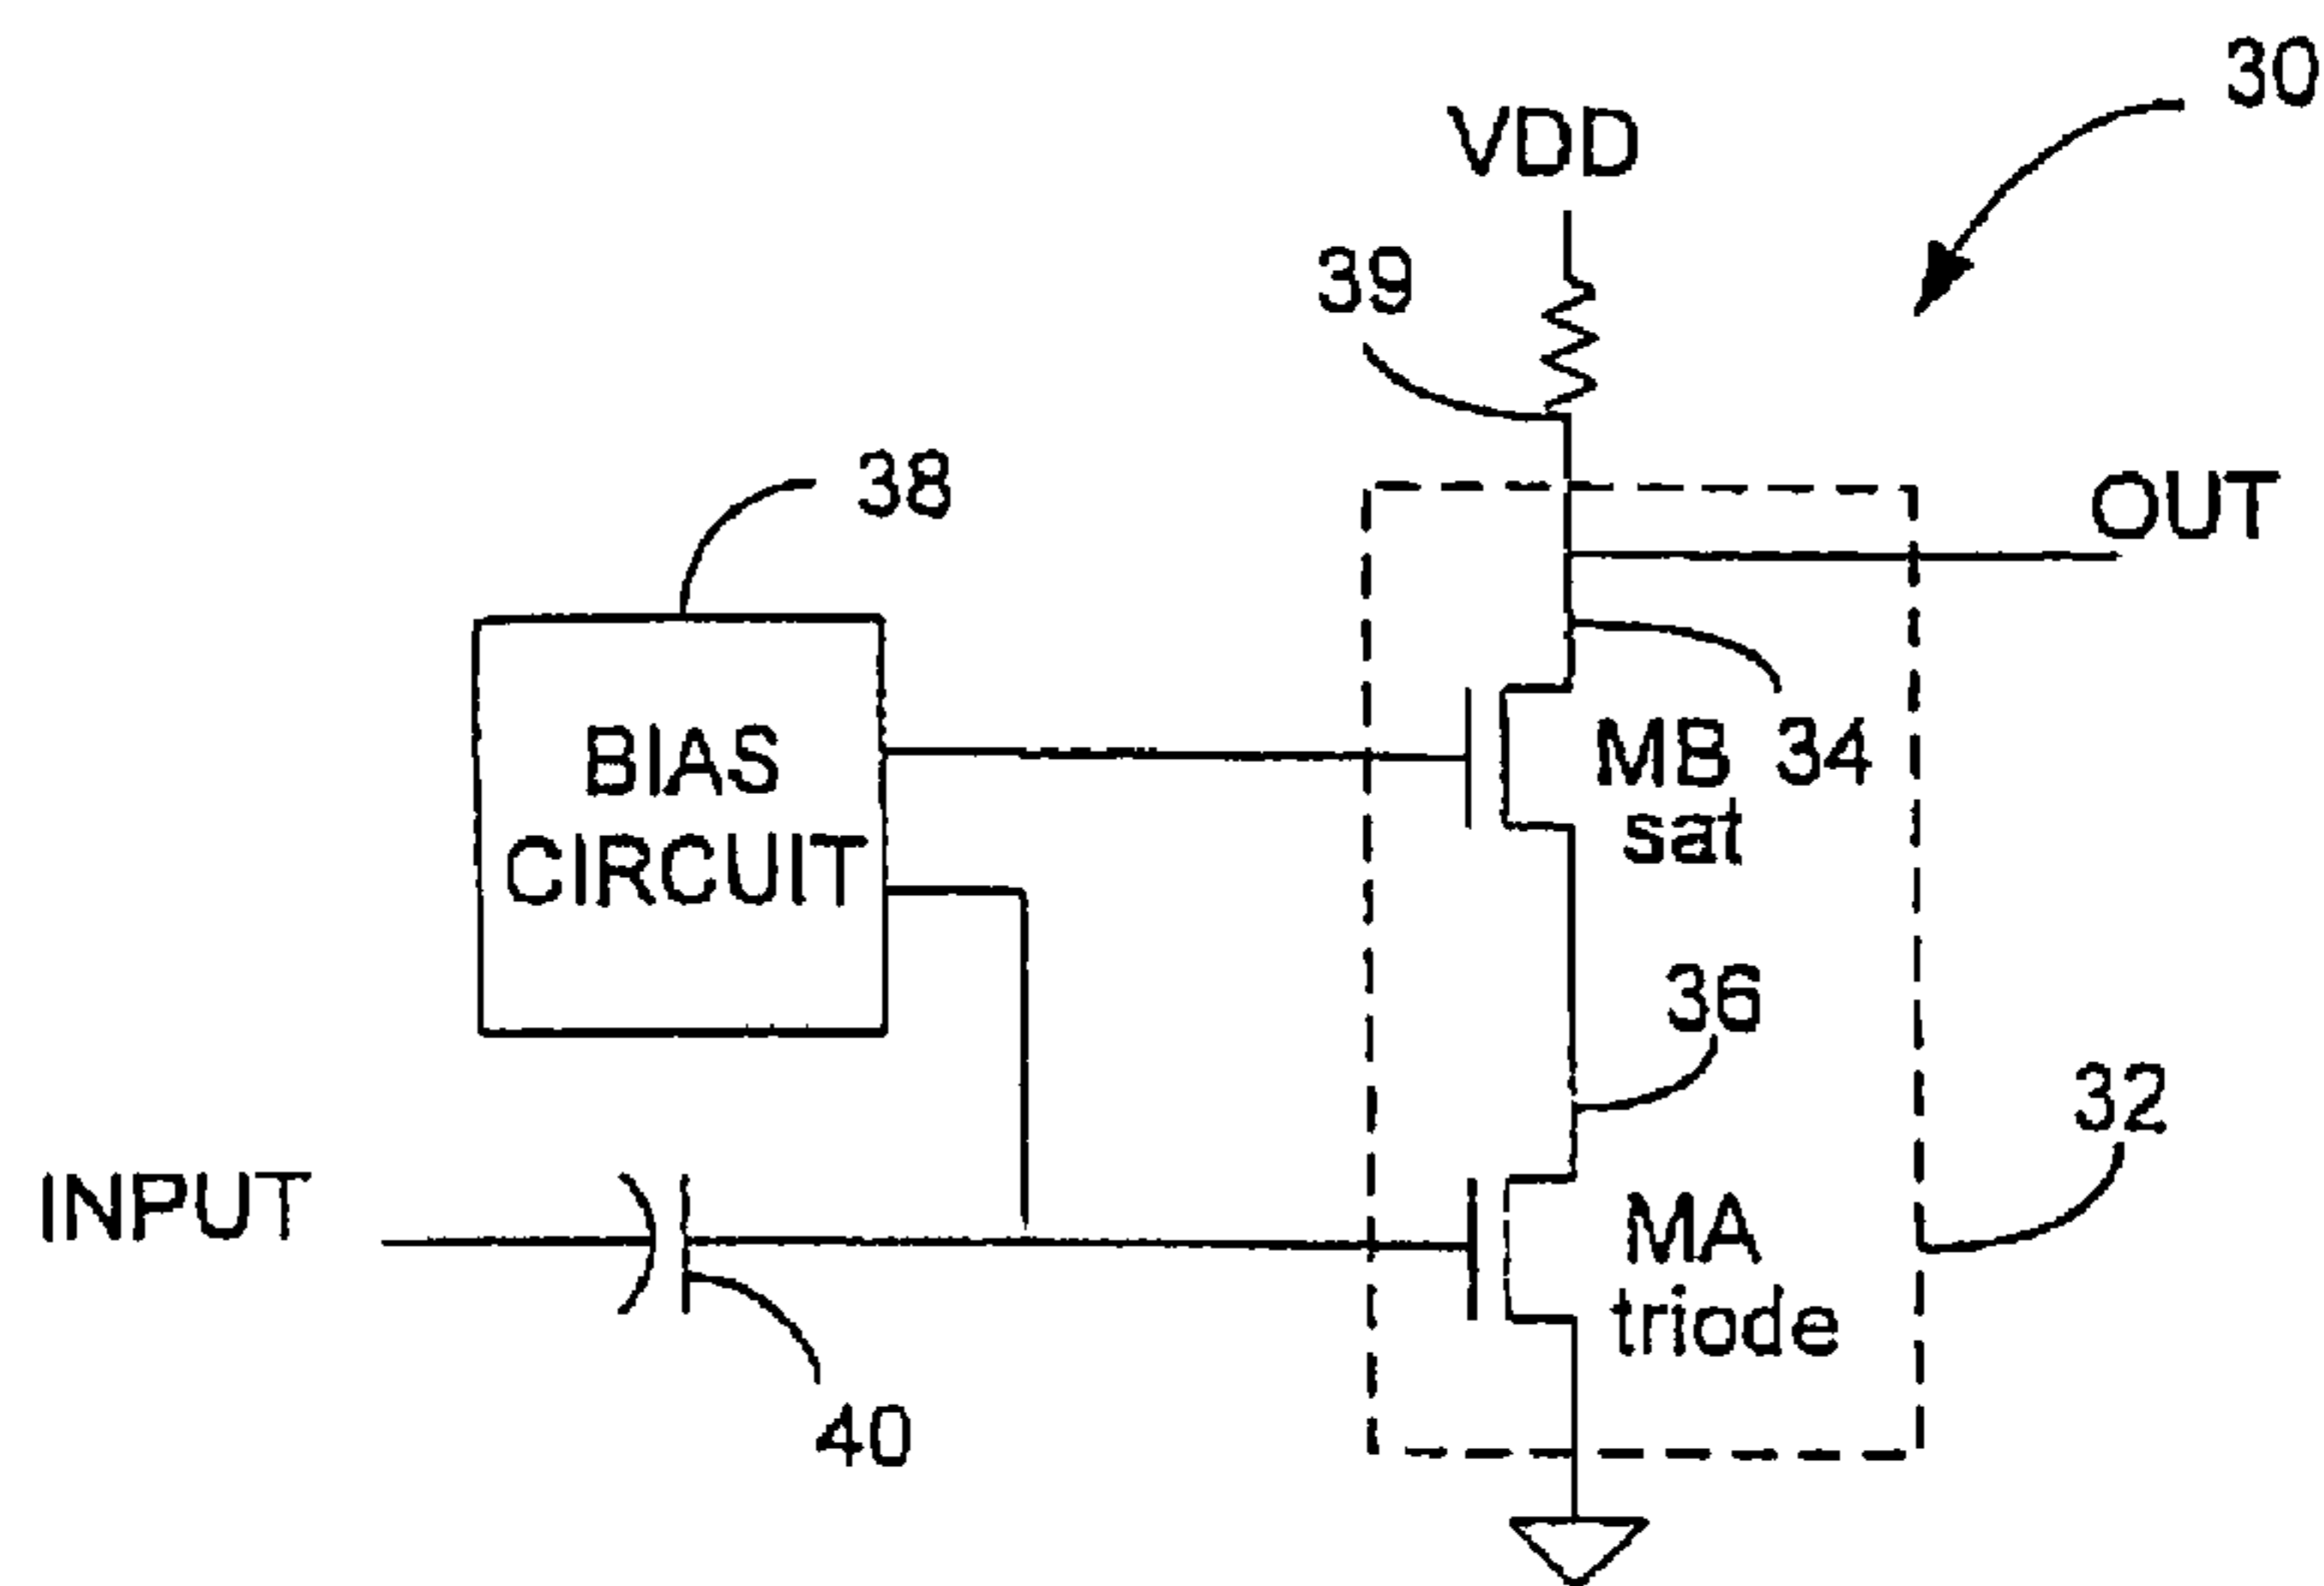 30
VDD
39
OUT
38
BIAS
CIRCUIT
MB
sat
34
36
32
INPUT
MA
triode
40